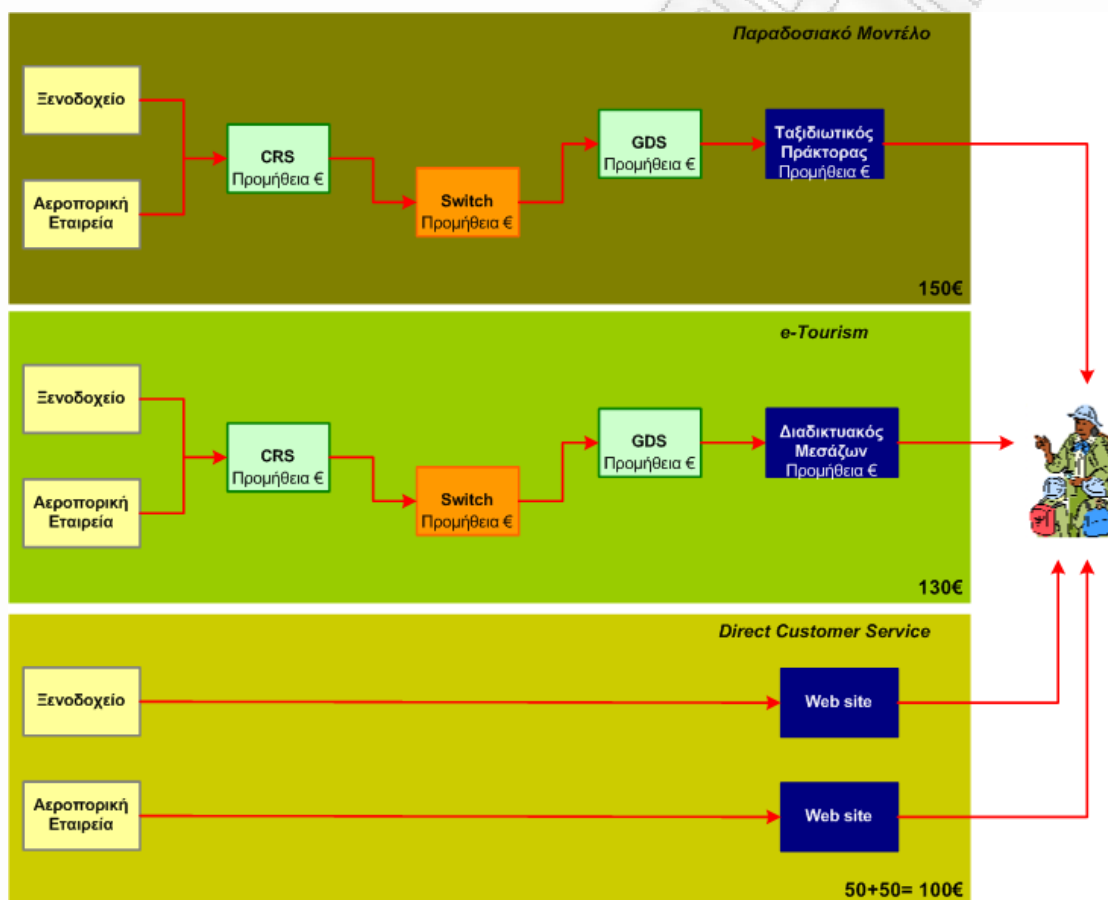 Παραδοσιακό Μοντέλο
Ξενοδοχείο
Αεροπορική
Εταιρεία
CRS
Προμήθεια €
Switch
Προμήθεια €
GDS
Προμήθεια €
Ταξιδιωτικός
Πράκτορας
Προμήθεια €
150€
e-Tourism
Ξενοδοχείο
Αεροπορική
Εταιρεία
CRS
Προμήθεια €
Switch
Προμήθεια €
GDS
Προμήθεια €
Διαδικτυακός
Μεσάζων
Προμήθεια €
130€
Direct Customer Service
Ξενοδοχείο
Web site
Αεροπορική
Εταιρεία
Web site
50+50= 100€